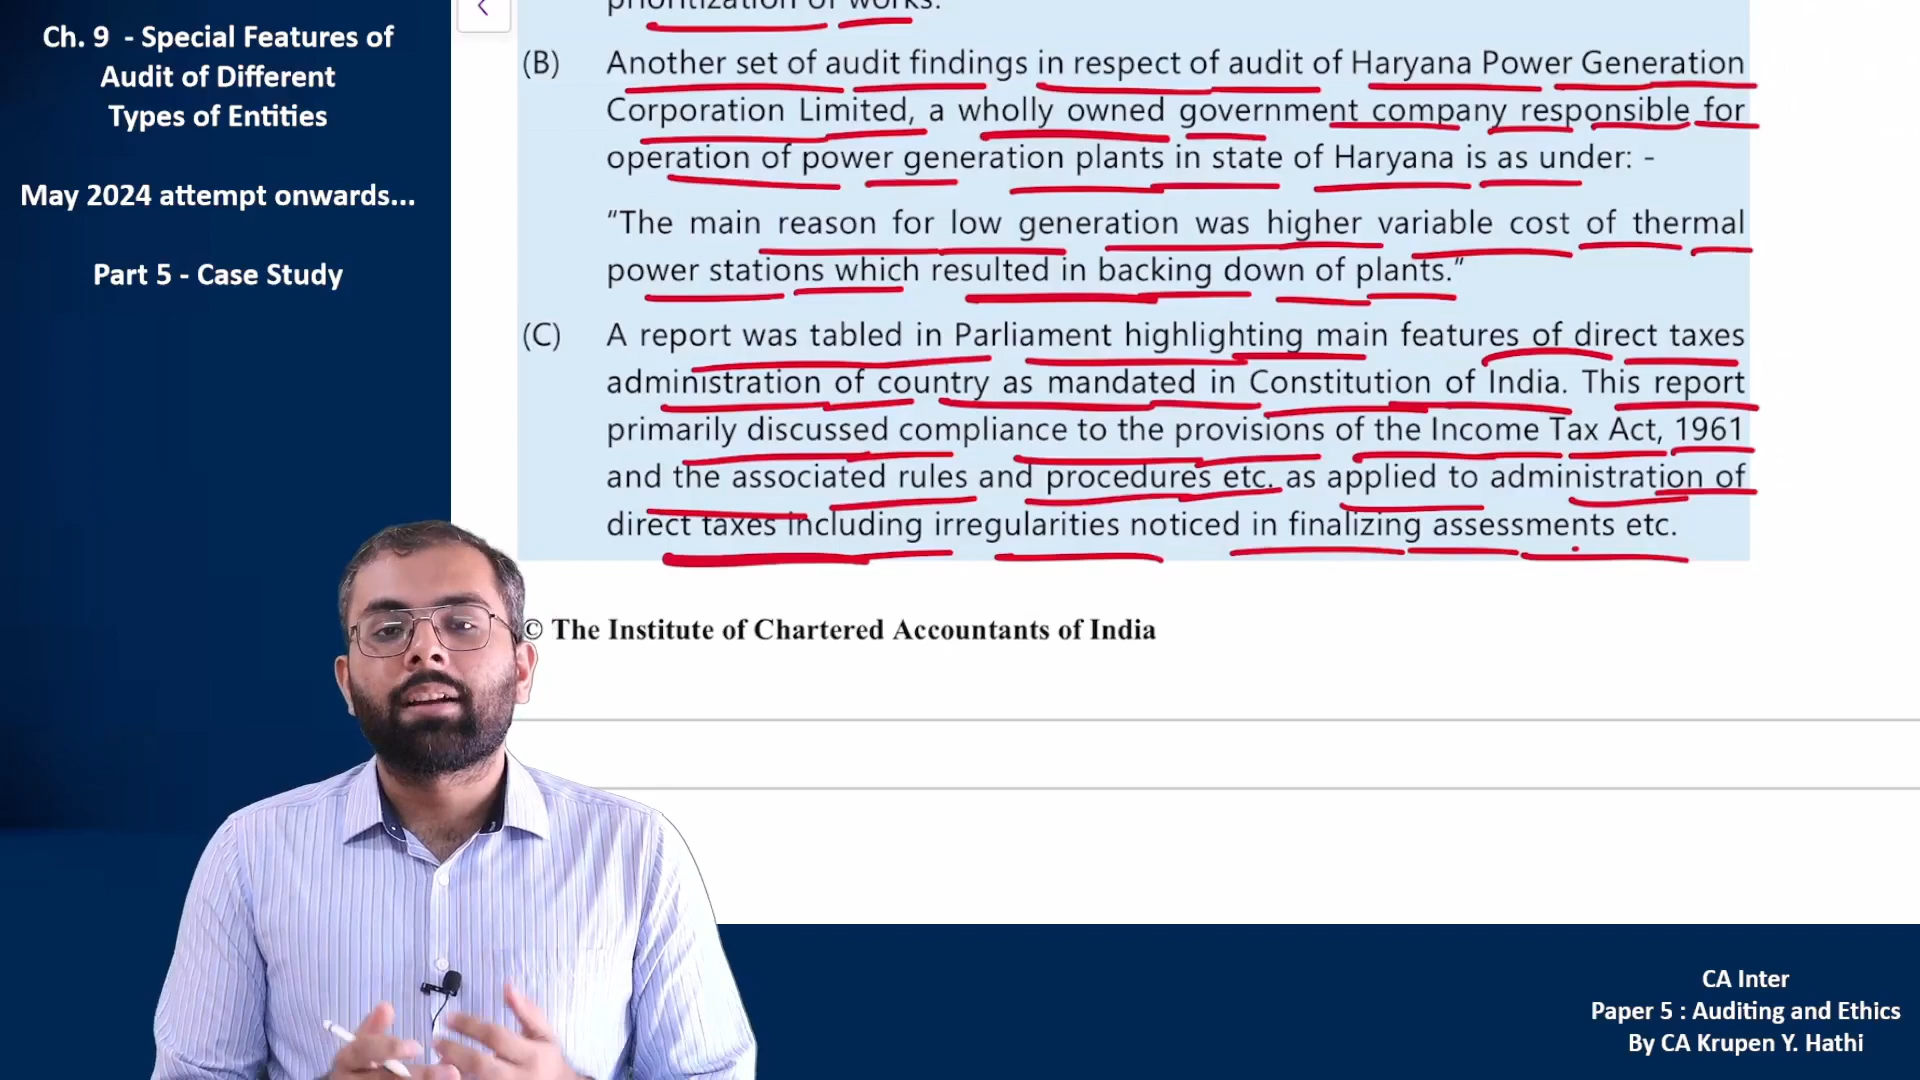 Ch. 9 - Special Features of
Audit of Different
Types of Entities
May 2024 attempt onwards...
Part 5 - Case Study
prioritization of works.
(B) Another set of audit findings in respect of audit of Haryana Power Generation
Corporation Limited, a wholly owned government company responsible for
operation of power generation plants in state of Haryana is as under: -
“The main reason for low generation was higher variable cost of thermal
power stations which resulted in backing down of plants.”
(C) A report was tabled in Parliament highlighting main features of direct taxes
administration of country as mandated in Constitution of India. This report
primarily discussed compliance to the provisions of the Income Tax Act, 1961
and the associated rules and procedures etc. as applied to administration of
direct taxes including irregularities noticed in finalizing assessments etc.
© The Institute of Chartered Accountants of India
CA Inter
Paper 5 : Auditing and Ethics
By CA Krupen Y. Hathi